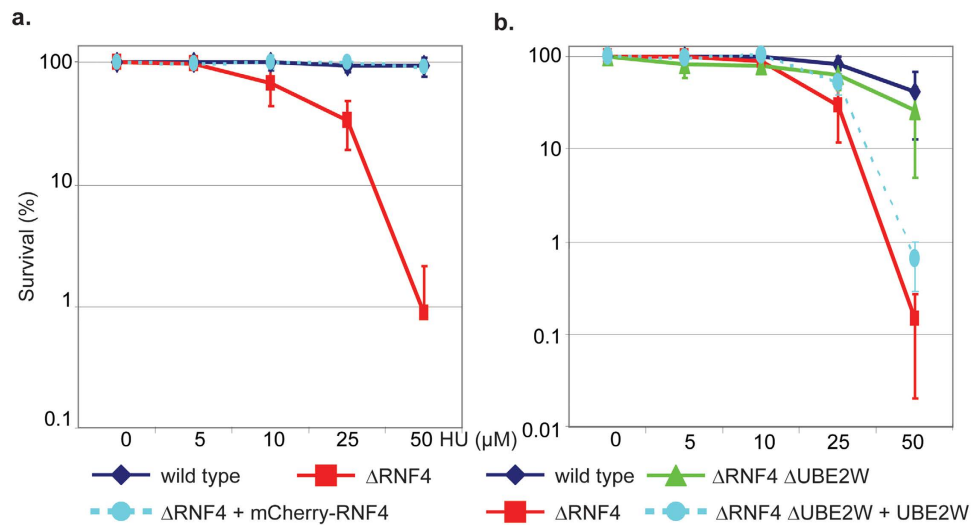 a.
b.
Survival (%)
100
10
1
0.1
0 5 10 25 50 HU (µM)
100
10
1
0.1
0.01
0 5 10 25 50
wild type
ΔRNF4
ΔRNF4 + mCherry-RNF4
wild type
ΔRNF4 ΔUBE2W
ΔRNF4
ΔRNF4 ΔUBE2W + UBE2W